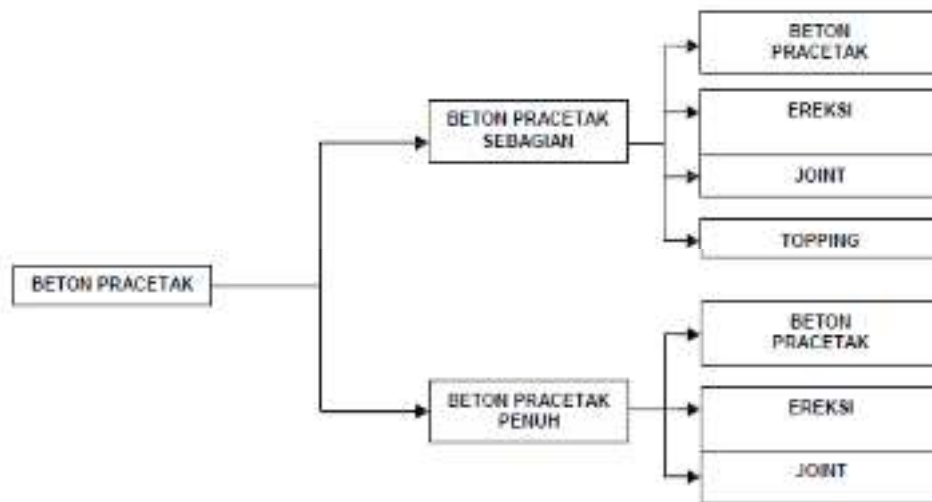 BETON PRACETAK
BETON PRACETAK
SEBAGIAN
BETON
PRACETAK
EREKSI
JOINT
TOPPING
BETON PRACETAK
PENUH
BETON
PRACETAK
EREKSI
JOINT